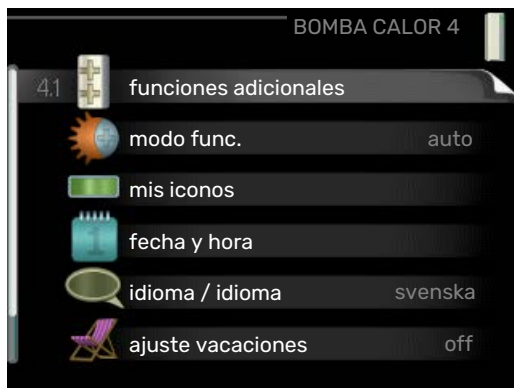 BOMBA CALOR 4
4.1 funciones adicionales
modo func. auto
mis iconos
1
fecha y hora
idioma / idioma svenska
ajuste vacaciones off